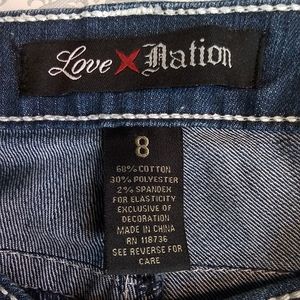 Love X Nation
8
68% COTTON
30% POLYESTER
2% SPANDEX
FOR ELASTICITY
EXCLUSIVE OF
DECORATION
MADE IN CHINA
RN 118736
SEE REVERSE FOR
CARE